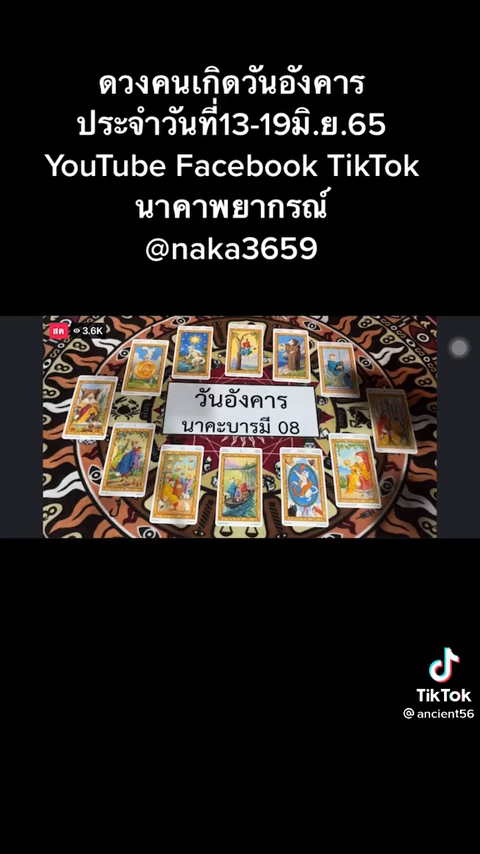 ดวงคนเกิดวันอังคาร
ประจำวันที่13-19มิ.ย.65
YouTube Facebook TikTok
นาคาพยากรณ์
@naka3659
สด 3.6K
วันอังคาร
นาคะบารมี 08
TikTok
@ancient56